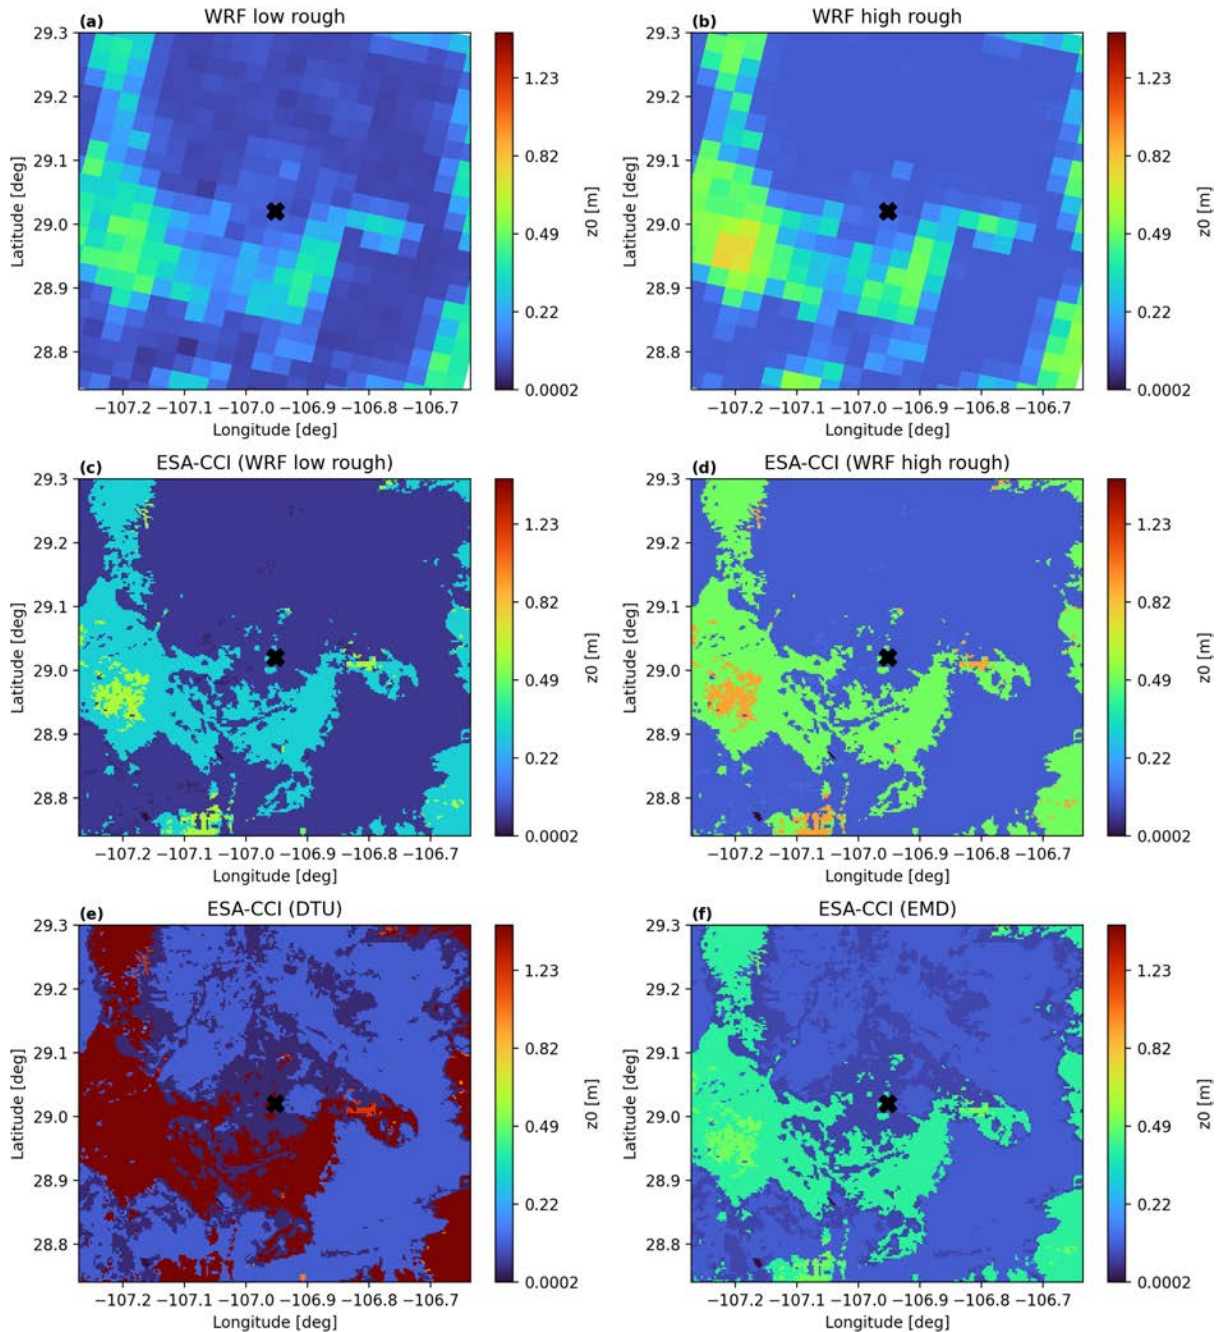 (a) WRF low rough
29.3
29.2
29.1
29.0
28.9
28.8
Latitude [deg]
−107.2 −107.1 −107.0 −106.9 −106.8 −106.7
Longitude [deg]
1.23
0.82
0.49
0.22
0.0002
z0 [m]
(b) WRF high rough
29.3
29.2
29.1
29.0
28.9
28.8
Latitude [deg]
−107.2 −107.1 −107.0 −106.9 −106.8 −106.7
Longitude [deg]
1.23
0.82
0.49
0.22
0.0002
z0 [m]
(c) ESA-CCI (WRF low rough)
29.3
29.2
29.1
29.0
28.9
28.8
Latitude [deg]
−107.2 −107.1 −107.0 −106.9 −106.8 −106.7
Longitude [deg]
1.23
0.82
0.49
0.22
0.0002
z0 [m]
(d) ESA-CCI (WRF high rough)
29.3
29.2
29.1
29.0
28.9
28.8
Latitude [deg]
−107.2 −107.1 −107.0 −106.9 −106.8 −106.7
Longitude [deg]
1.23
0.82
0.49
0.22
0.0002
z0 [m]
(e) ESA-CCI (DTU)
29.3
29.2
29.1
29.0
28.9
28.8
Latitude [deg]
−107.2 −107.1 −107.0 −106.9 −106.8 −106.7
Longitude [deg]
1.23
0.82
0.49
0.22
0.0002
z0 [m]
(f) ESA-CCI (EMD)
29.3
29.2
29.1
29.0
28.9
28.8
Latitude [deg]
−107.2 −107.1 −107.0 −106.9 −106.8 −106.7
Longitude [deg]
1.23
0.82
0.49
0.22
0.0002
z0 [m]